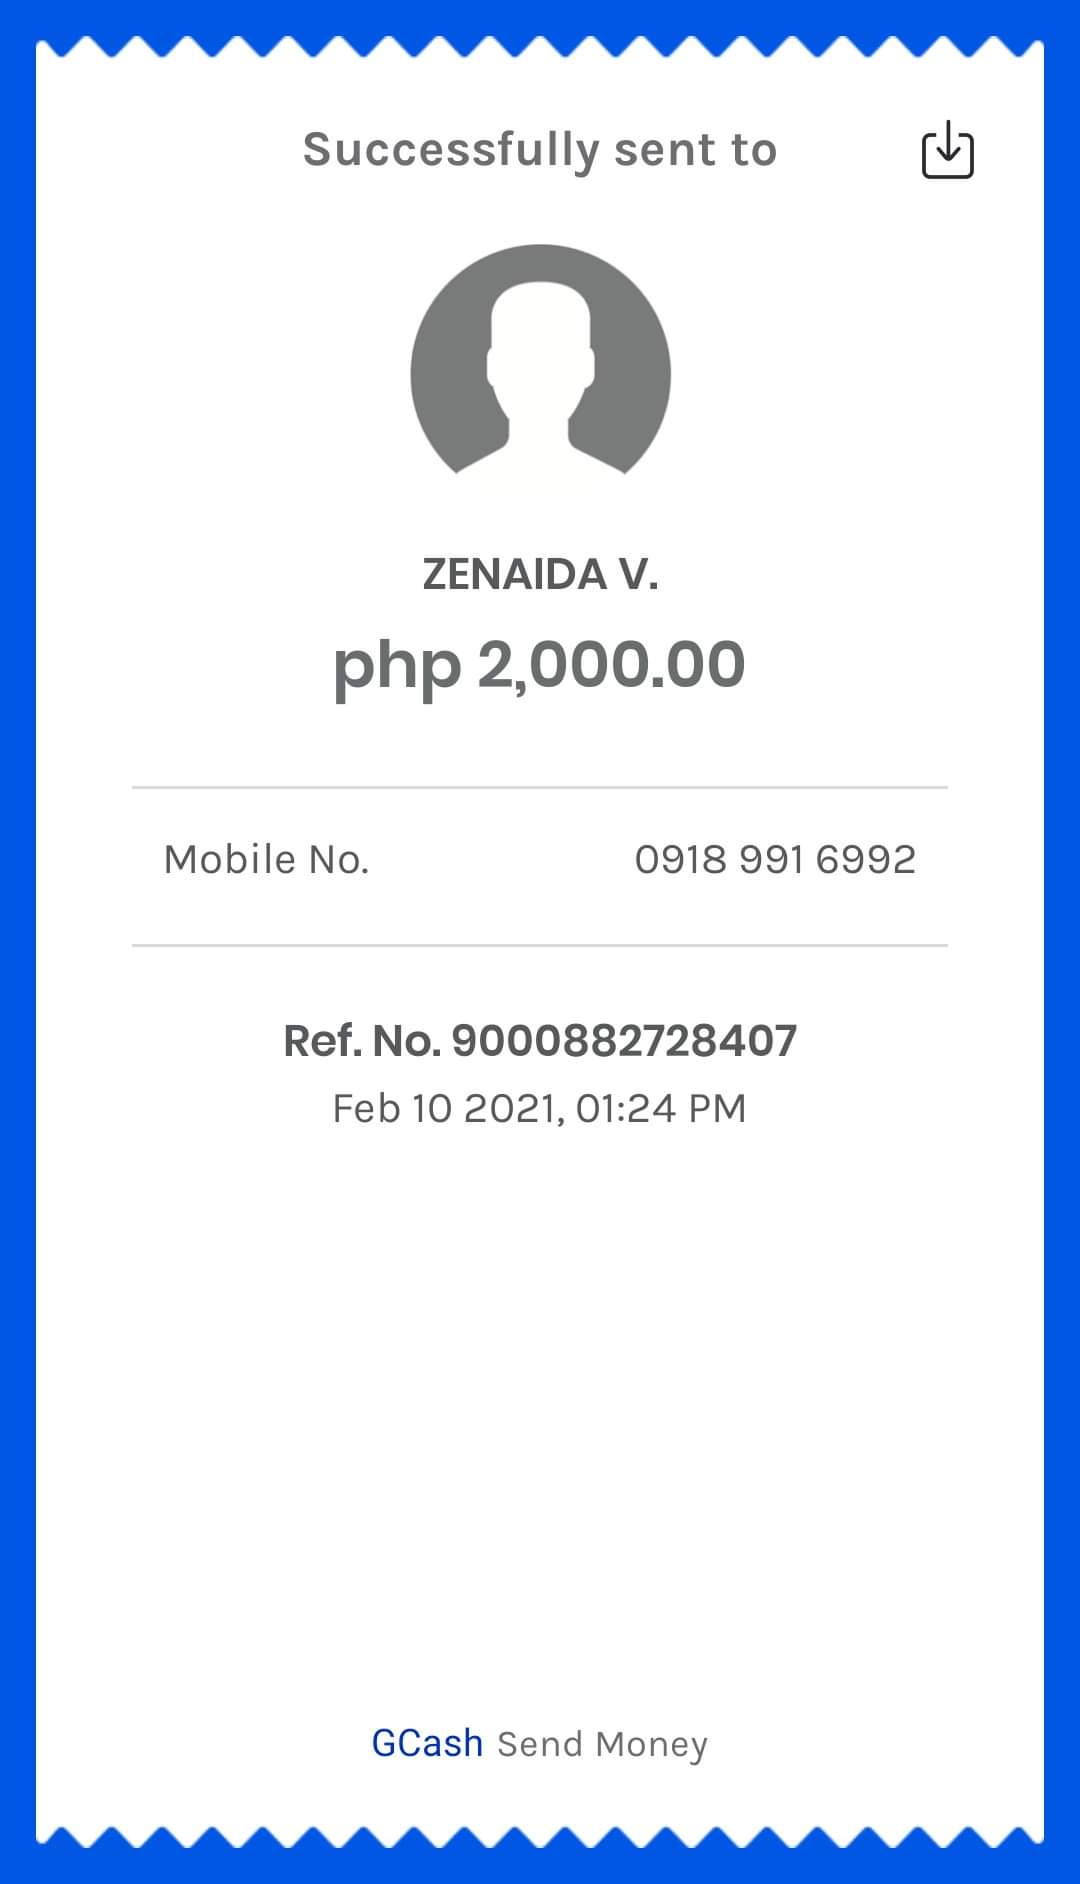 Successfully sent to
ZENAIDA V.
php 2,000.00
Mobile No. 0918 991 6992
Ref. No. 9000882728407
Feb 10 2021, 01:24 PM
GCash Send Money